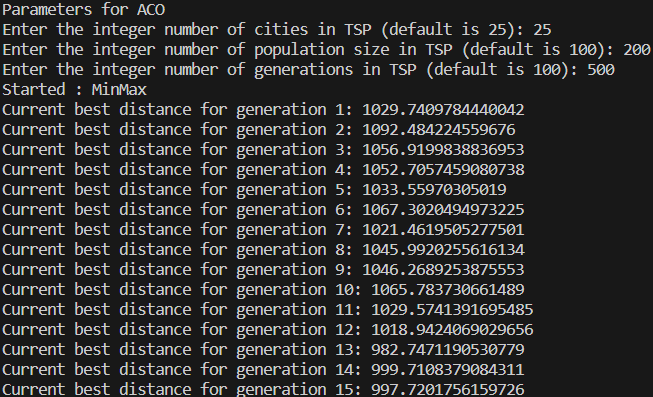 Parameters for ACO
Enter the integer number of cities in TSP (default is 25): 25
Enter the integer number of population size in TSP (default is 100): 200
Enter the integer number of generations in TSP (default is 100): 500
Started : MinMax
Current best distance for generation 1: 1029.7409784440042
Current best distance for generation 2: 1092.484224559676
Current best distance for generation 3: 1056.9199838836953
Current best distance for generation 4: 1052.7057459080738
Current best distance for generation 5: 1033.55970305019
Current best distance for generation 6: 1067.3020494973225
Current best distance for generation 7: 1021.4619505277501
Current best distance for generation 8: 1045.9920255616134
Current best distance for generation 9: 1046.2689253875553
Current best distance for generation 10: 1065.783730661489
Current best distance for generation 11: 1029.5741391695485
Current best distance for generation 12: 1018.9424069029656
Current best distance for generation 13: 982.7471190530779
Current best distance for generation 14: 999.7108379084311
Current best distance for generation 15: 997.7201756159726